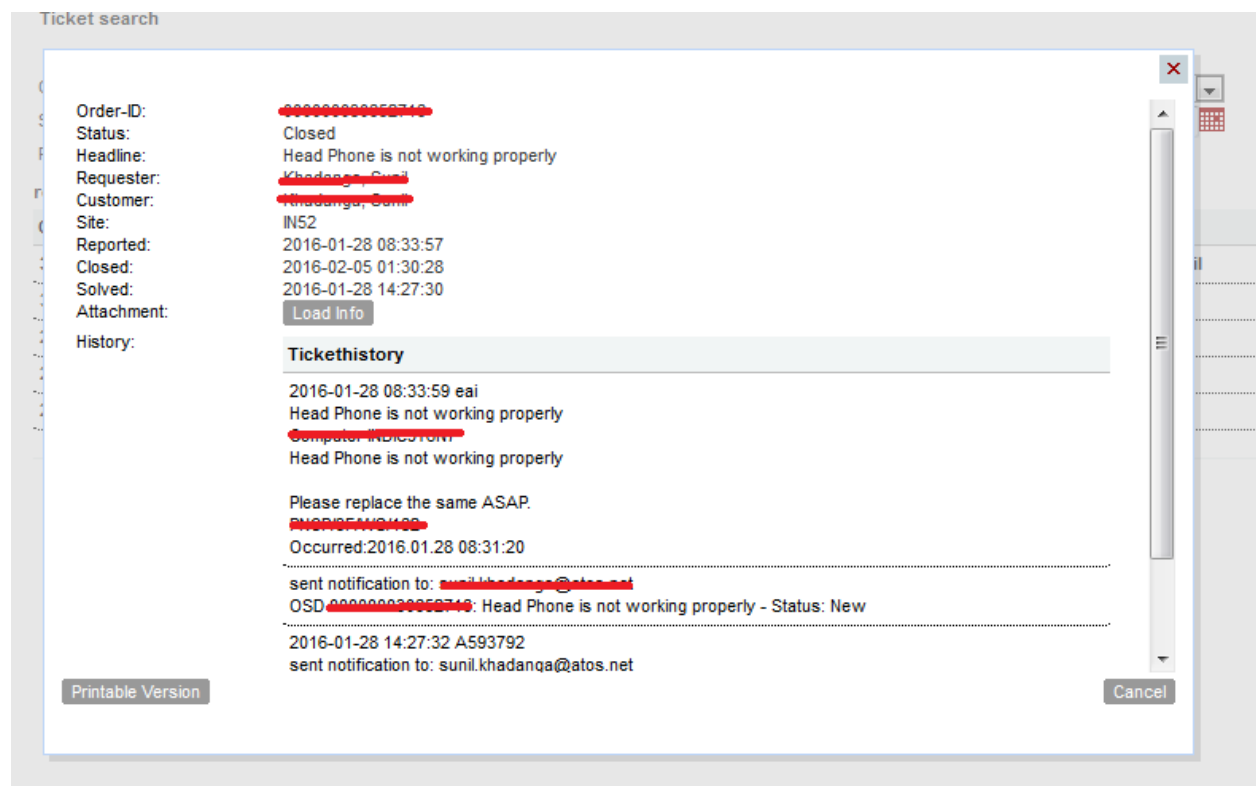 Ticket search
Order-ID:
Status: Closed
Headline: Head Phone is not working properly
Requester:
Customer:
Site: IN52
Reported: 2016-01-28 08:33:57
Closed: 2016-02-05 01:30:28
Solved: 2016-01-28 14:27:30
Attachment: Load Info
History: Tickethistory
2016-01-28 08:33:59 eai
Head Phone is not working properly
Head Phone is not working properly
Please replace the same ASAP.
Occurred:2016.01.28 08:31:20
sent notification to:
OSD : Head Phone is not working properly - Status: New
2016-01-28 14:27:32 A593792
sent notification to: sunil.khadanga@atos.net
Printable Version Cancel